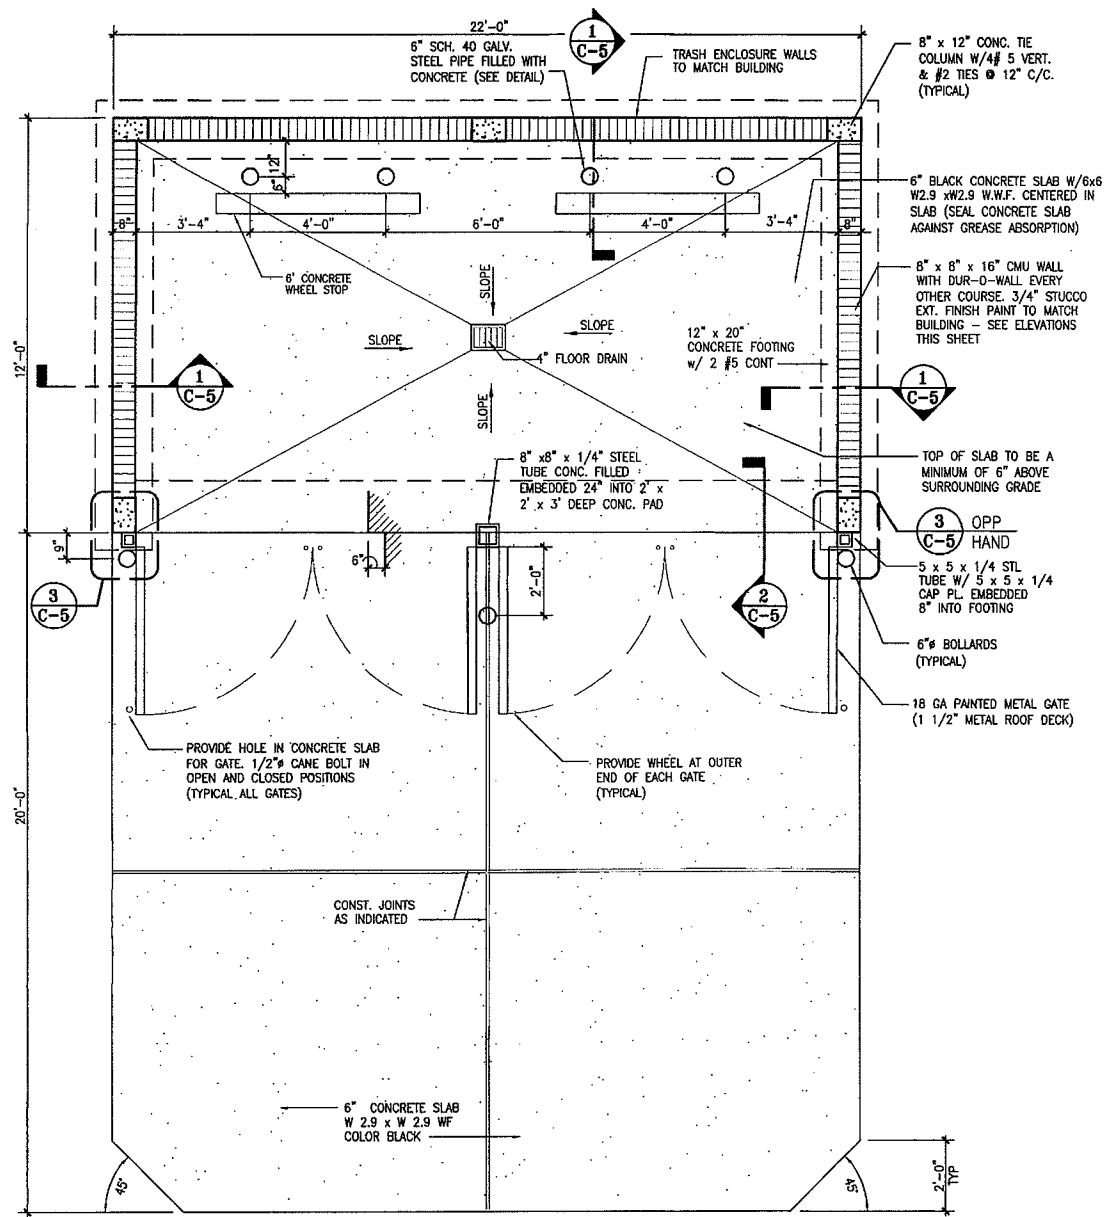 22'-0"
1
C-5
6" SCH. 40 GALV.
STEEL PIPE FILLED WITH
CONCRETE (SEE DETAIL)
TRASH ENCLOSURE WALLS
TO MATCH BUILDING
8" x 12" CONC. TIE
COLUMN W/4# 5 VERT.
& #2 TIES @ 12" C/C.
(TYPICAL)
12"
6"
6" BLACK CONCRETE SLAB W/6x6
W2.9 xW2.9 W.W.F. CENTERED IN
SLAB (SEAL CONCRETE SLAB
AGAINST GREASE ABSORPTION)
8"
3'-4"
4'-0"
6'-0"
4'-0"
3'-4"
8"
6' CONCRETE
WHEEL STOP
8" x 8" x 16" CMU WALL
WITH DUR-O-WALL EVERY
OTHER COURSE. 3/4" STUCCO
EXT. FINISH PAINT TO MATCH
BUILDING - SEE ELEVATIONS
THIS SHEET
SLOPE
SLOPE
SLOPE
SLOPE
4" FLOOR DRAIN
12" x 20"
CONCRETE FOOTING
w/ 2 #5 CONT
12'-0"
1
C-5
1
C-5
8" x8" x 1/4" STEEL
TUBE CONC. FILLED
EMBEDDED 24" INTO 2' x
2' x 3' DEEP CONC. PAD
TOP OF SLAB TO BE A
MINIMUM OF 6" ABOVE
SURROUNDING GRADE
3
C-5
OPP
HAND
9"
6"
2'-0"
3
C-5
2
C-5
5 x 5 x 1/4 STL
TUBE W/ 5 x 5 x 1/4
CAP PL. EMBEDDED
8" INTO FOOTING
6"ø BOLLARDS
(TYPICAL)
18 GA PAINTED METAL GATE
(1 1/2" METAL ROOF DECK)
PROVIDE HOLE IN CONCRETE SLAB
FOR GATE. 1/2"ø CANE BOLT IN
OPEN AND CLOSED POSITIONS
(TYPICAL ALL GATES)
PROVIDE WHEEL AT OUTER
END OF EACH GATE
(TYPICAL)
20'-0"
CONST. JOINTS
AS INDICATED
6" CONCRETE SLAB
W 2.9 x W 2.9 WF
COLOR BLACK
45°
45°
2'-0"
TYP